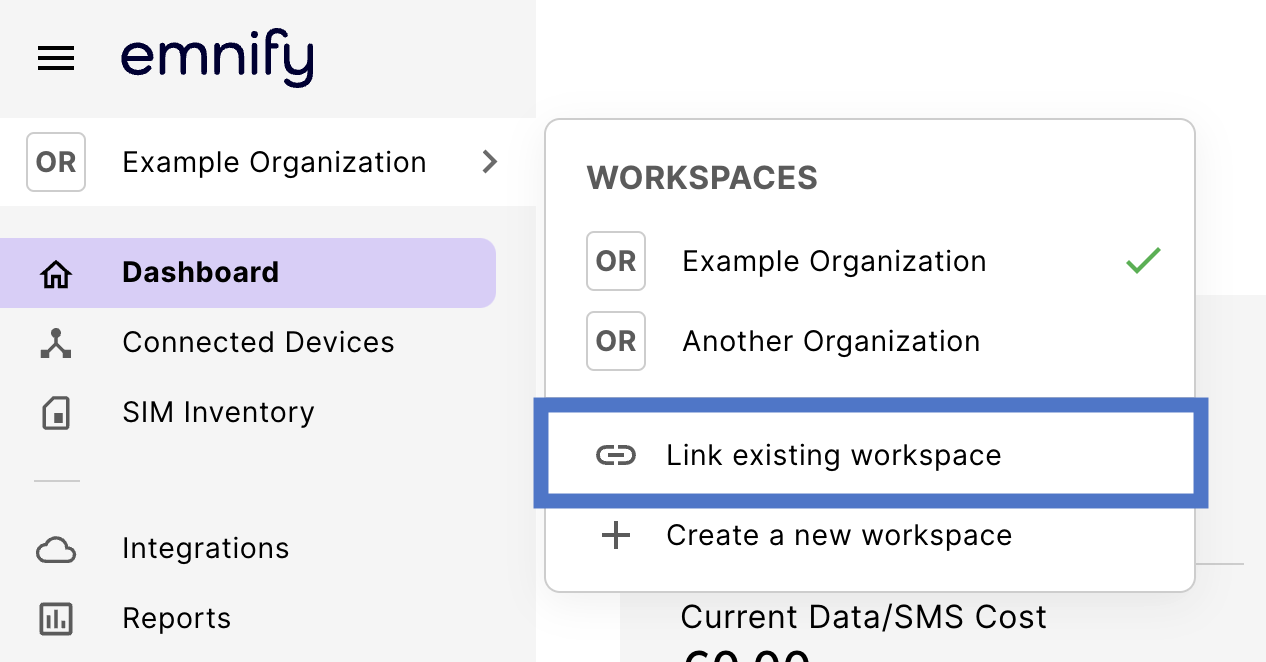 emnify
OR Example Organization
Dashboard
Connected Devices
SIM Inventory
Integrations
Reports
WORKSPACES
OR Example Organization
OR Another Organization
Link existing workspace
Create a new workspace
Current Data/SMS Cost